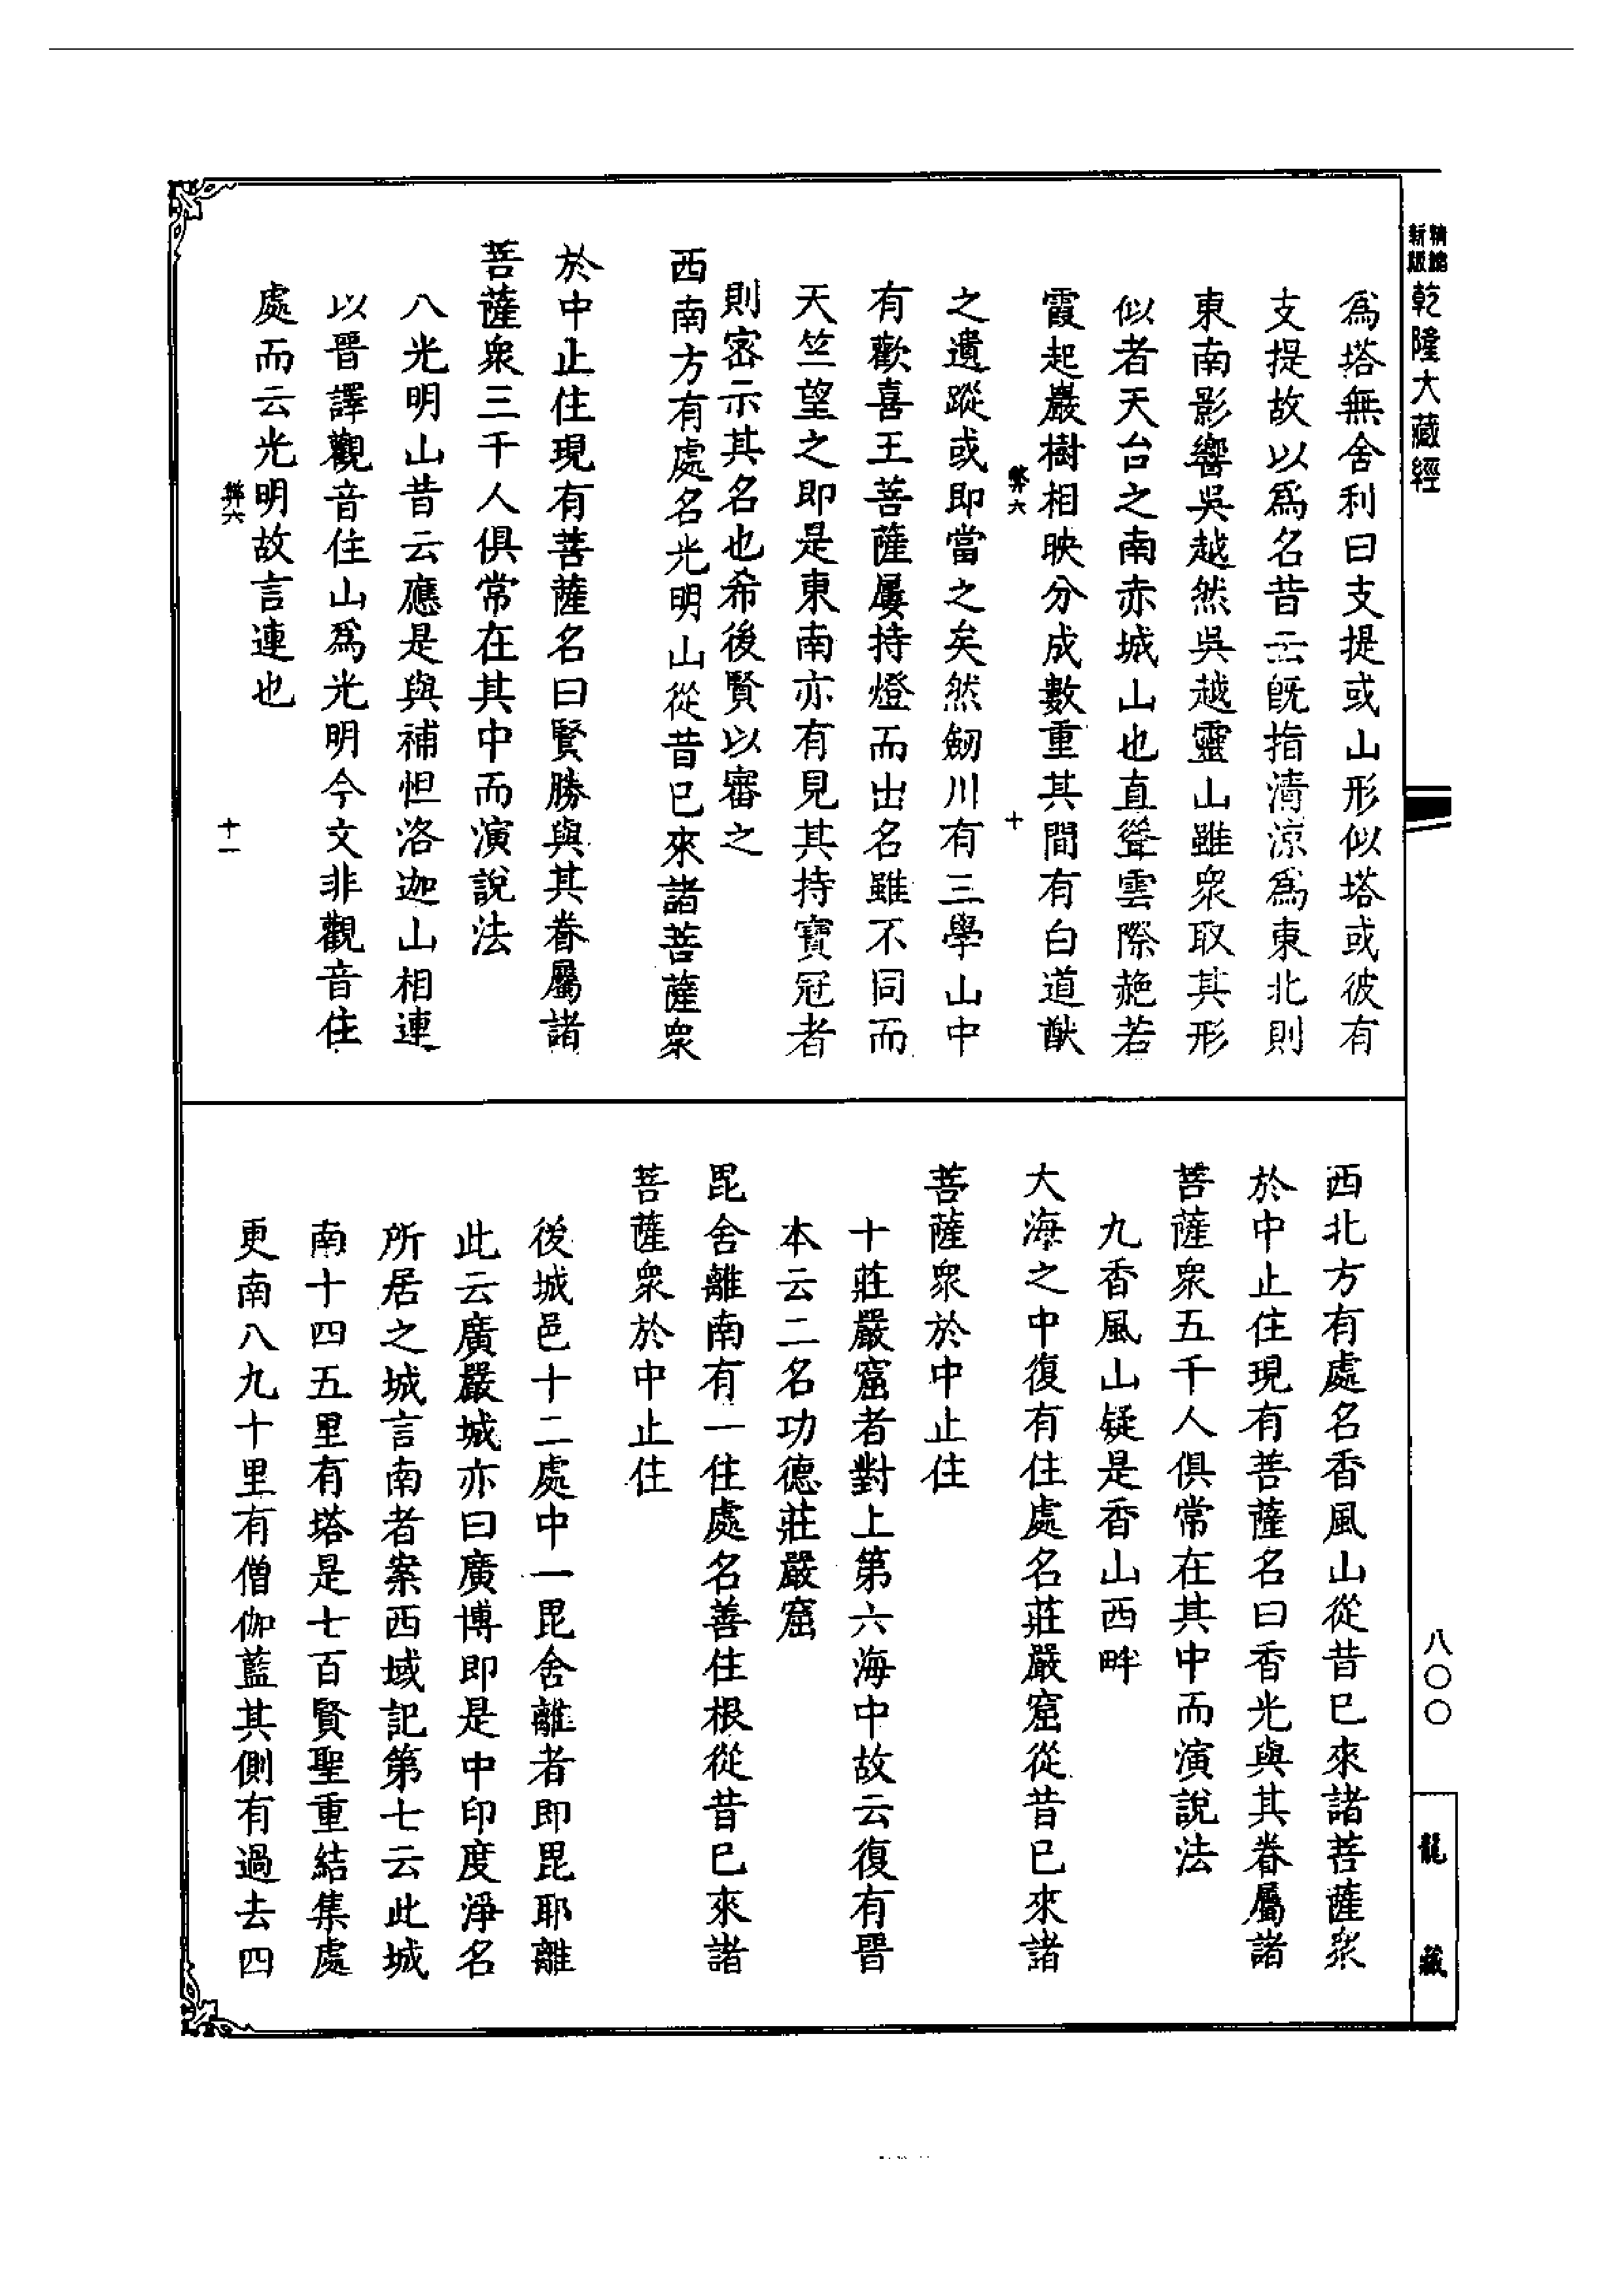 精縮新版
乾隆大藏經
為塔無舍利曰支提或山形似塔或彼有
支提故以為名昔云既指清涼為東北則
東南影響吳越然吳越靈山雖眾取其形
似者天台之南赤城山也直聳雲際赩若
霞起巖樹相映分成數重其間有白道猷
弊六
十
之遺蹤或即當之矣然劒川有三學山中
有歡喜王菩薩屢持燈而出名雖不同而
天竺望之即是東南亦有見其持寶冠者
則密示其名也希後賢以審之
西南方有處名光明山從昔已來諸菩薩眾
於中止住現有菩薩名曰賢勝與其眷屬諸
菩薩眾三千人俱常在其中而演說法
八光明山昔云應是與補怛洛迦山相連
以晉譯觀音住山為光明今文非觀音住
處而云光明故言連也
弊六
十一
西北方有處名香風山從昔已來諸菩薩眾
於中止住現有菩薩名曰香光與其眷屬諸
菩薩眾五千人俱常在其中而演說法
九香風山疑是香山西畔
大海之中復有住處名莊嚴窟從昔已來諸
菩薩眾於中止住
十莊嚴窟者對上第六海中故云復有晉
本云二名功德莊嚴窟
毘舍離南有一住處名善住根從昔已來諸
菩薩眾於中止住
後城邑十二處中一毘舍離者即毘耶離
此云廣嚴城亦曰廣博即是中印度淨名
所居之城言南者案西域記第七云此城
南十四五里有塔是七百賢聖重結集處
更南八九十里有僧伽藍其側有過去四
八〇〇
龍藏